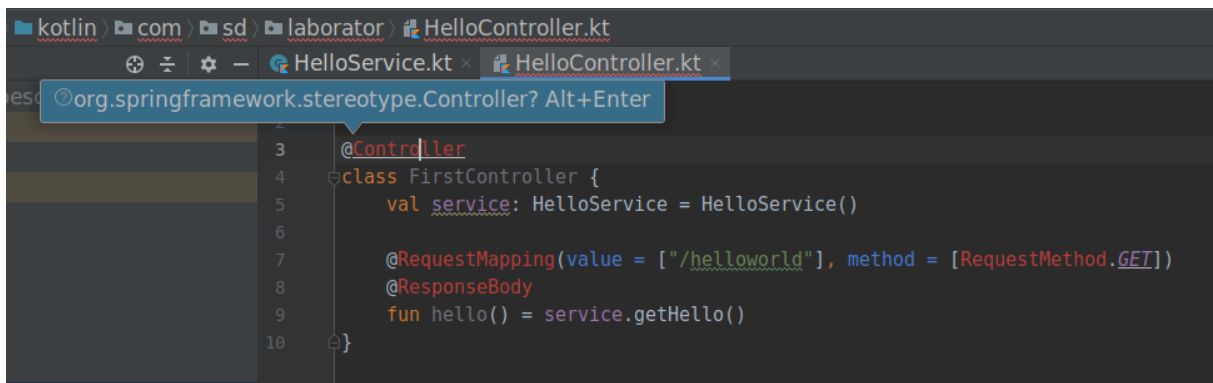 kotlin com sd laborator HelloController.kt
HelloService.kt × HelloController.kt ×
org.springframework.stereotype.Controller? Alt+Enter
2
3 @Controller
4 class FirstController {
5 val service: HelloService = HelloService()
6
7 @RequestMapping(value = ["/helloworld"], method = [RequestMethod.GET])
8 @ResponseBody
9 fun hello() = service.getHello()
10 }